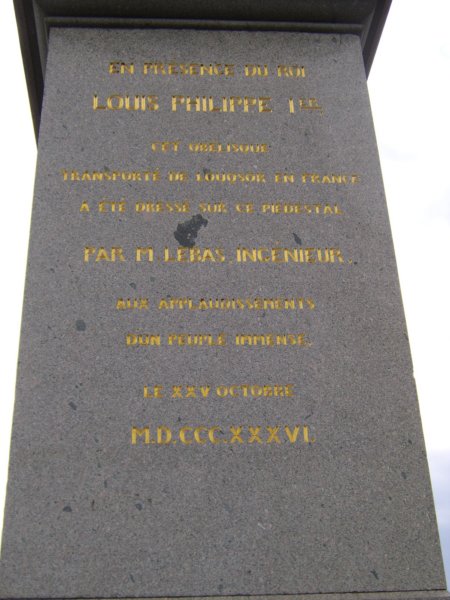 EN PRÉSENCE DU ROI
LOUIS PHILIPPE IER.
CET OBÉLISQUE
TRANSPORTÉ DE LOUQSOR EN FRANCE
A ÉTÉ DRESSÉ SUR CE PIÉDESTAL
PAR M LEBAS, INGÉNIEUR,
AUX APPLAUDISSEMENTS
D'UN PEUPLE IMMENSE,
LE XXV OCTOBRE
M.D.CCC.XXXVI.